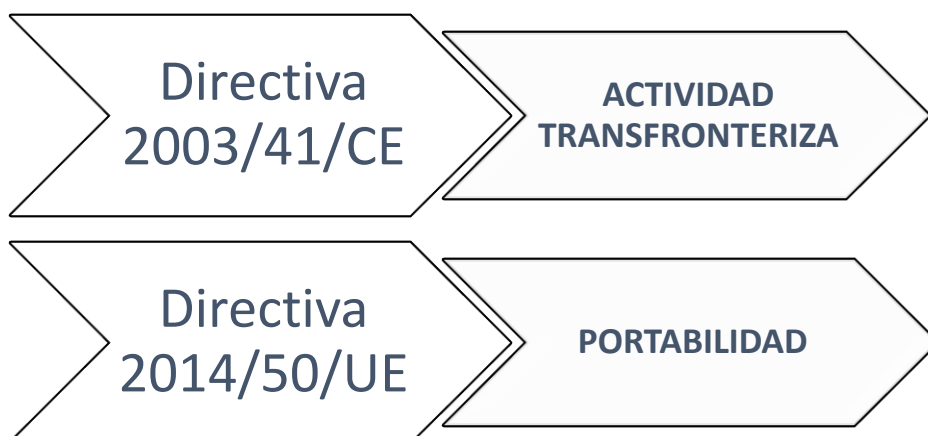 Directiva
2003/41/CE
ACTIVIDAD
TRANSFRONTERIZA
Directiva
2014/50/UE
PORTABILIDAD